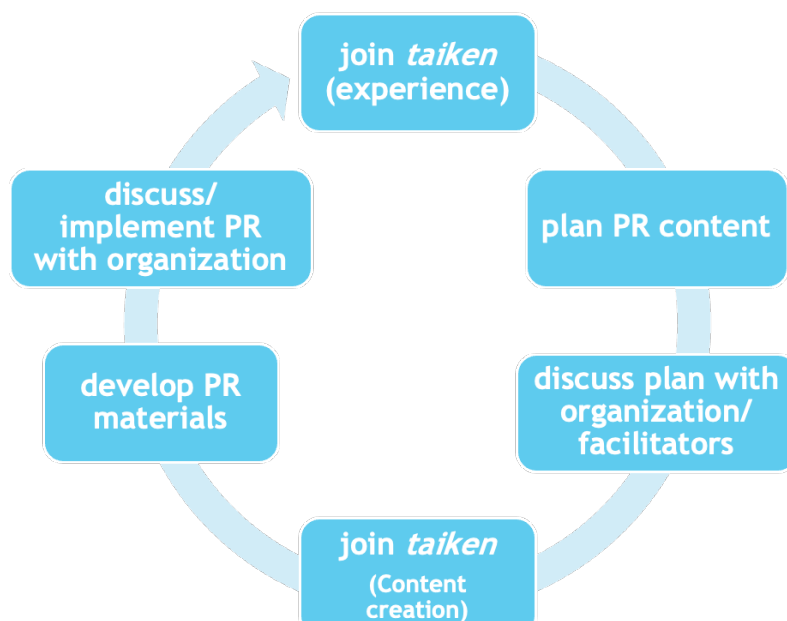 join taiken
(experience)
plan PR content
discuss plan with
organization/
facilitators
join taiken
(Content
creation)
develop PR
materials
discuss/
implement PR
with organization